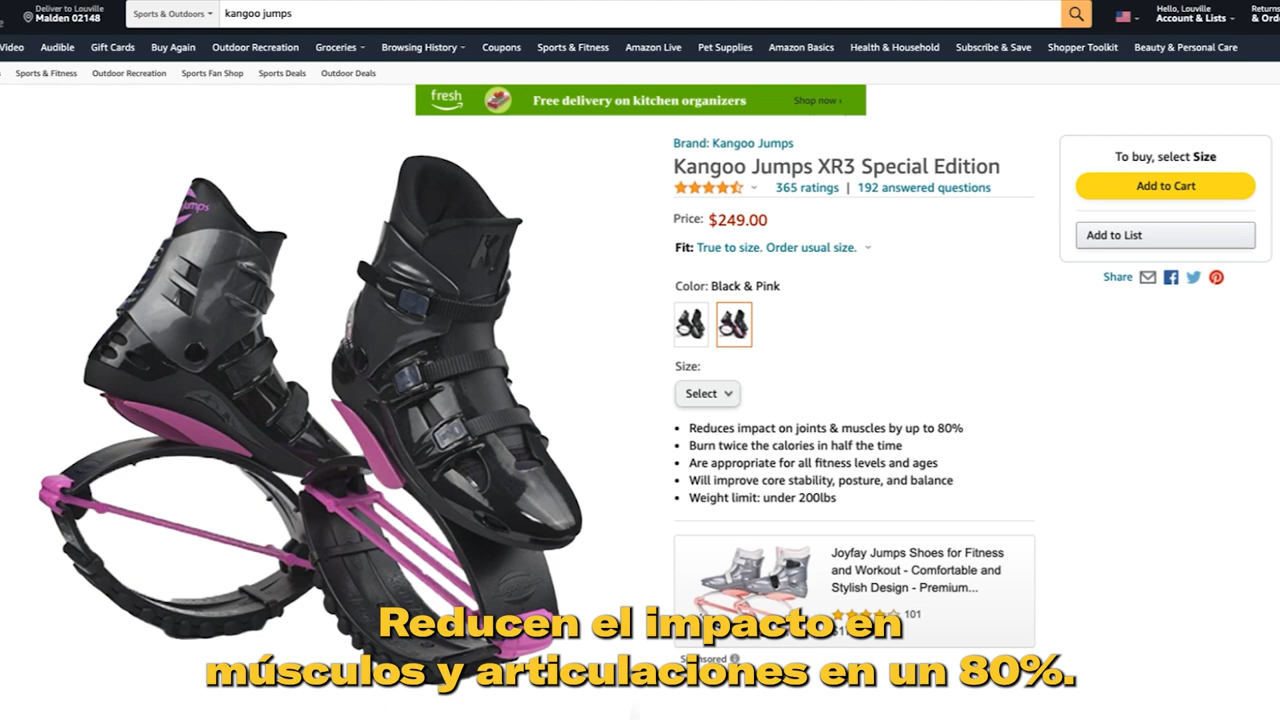 Deliver to Louville
Malden 02148
Sports & Outdoors
kangoo jumps
Hello, Louville
Account & Lists
Returns
& Ord
Video Audible Gift Cards Buy Again Outdoor Recreation Groceries Browsing History Coupons Sports & Fitness Amazon Live Pet Supplies Amazon Basics Health & Household Subscribe & Save Shopper Toolkit Beauty & Personal Care
Sports & Fitness Outdoor Recreation Sports Fan Shop Sports Deals Outdoor Deals
fresh Free delivery on kitchen organizers Shop now ›
Brand: Kangoo Jumps
Kangoo Jumps XR3 Special Edition
365 ratings | 192 answered questions
Price: $249.00
Fit: True to size. Order usual size.
Color: Black & Pink
Size:
Select
• Reduces impact on joints & muscles by up to 80%
• Burn twice the calories in half the time
• Are appropriate for all fitness levels and ages
• Will improve core stability, posture, and balance
• Weight limit: under 200lbs
To buy, select Size
Add to Cart
Add to List
Share
Joyfay Jumps Shoes for Fitness
and Workout - Comfortable and
Stylish Design - Premium...
101
Sponsored
jumps
Reducen el impacto en
músculos y articulaciones en un 80%.